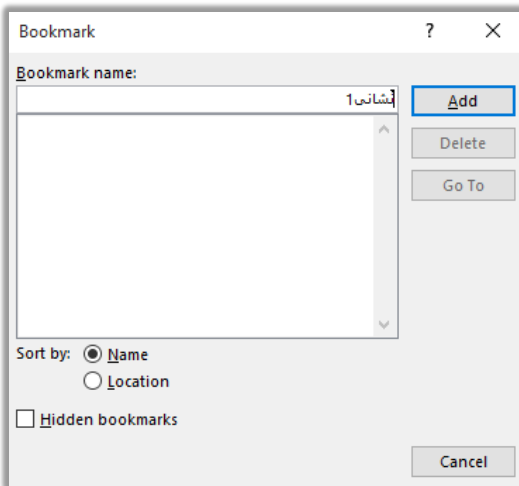 Bookmark ? X
Bookmark name:
نشانی1
Add
Delete
Go To
Sort by: Name
Location
Hidden bookmarks
Cancel